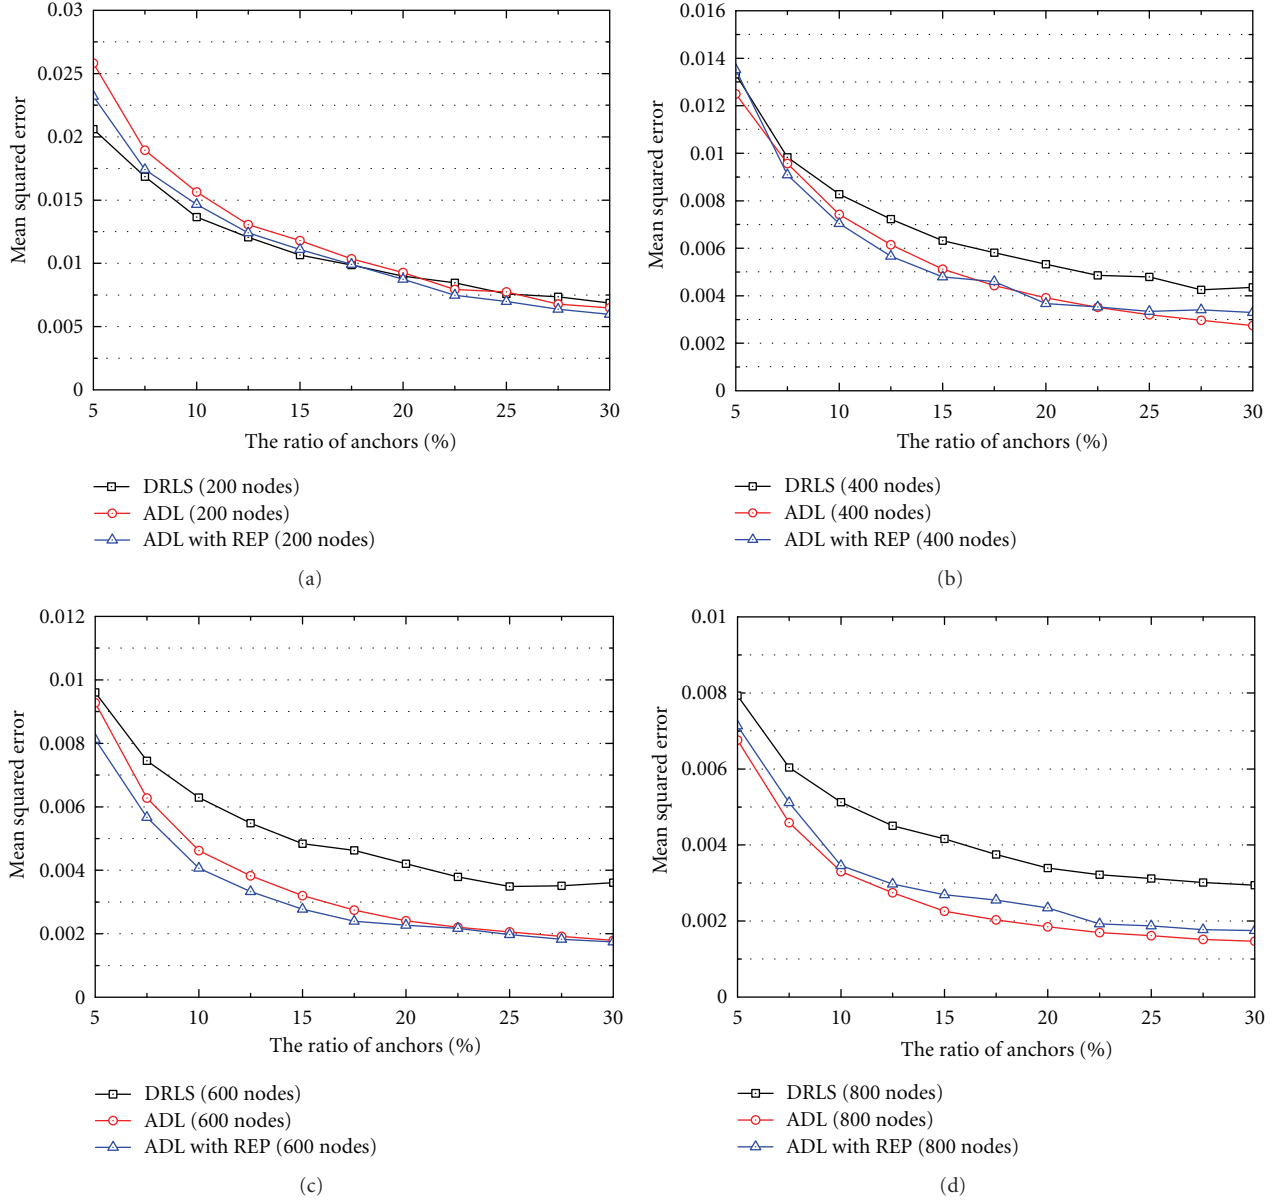 0.03
0.025
0.02
0.015
0.01
0.005
0
Mean squared error
5 10 15 20 25 30
The ratio of anchors (%)
DRLS (200 nodes)
ADL (200 nodes)
ADL with REP (200 nodes)
(a)
0.016
0.014
0.012
0.01
0.008
0.006
0.004
0.002
0
Mean squared error
5 10 15 20 25 30
The ratio of anchors (%)
DRLS (400 nodes)
ADL (400 nodes)
ADL with REP (400 nodes)
(b)
0.012
0.01
0.008
0.006
0.004
0.002
0
Mean squared error
5 10 15 20 25 30
The ratio of anchors (%)
DRLS (600 nodes)
ADL (600 nodes)
ADL with REP (600 nodes)
(c)
0.01
0.008
0.006
0.004
0.002
0
Mean squared error
5 10 15 20 25 30
The ratio of anchors (%)
DRLS (800 nodes)
ADL (800 nodes)
ADL with REP (800 nodes)
(d)